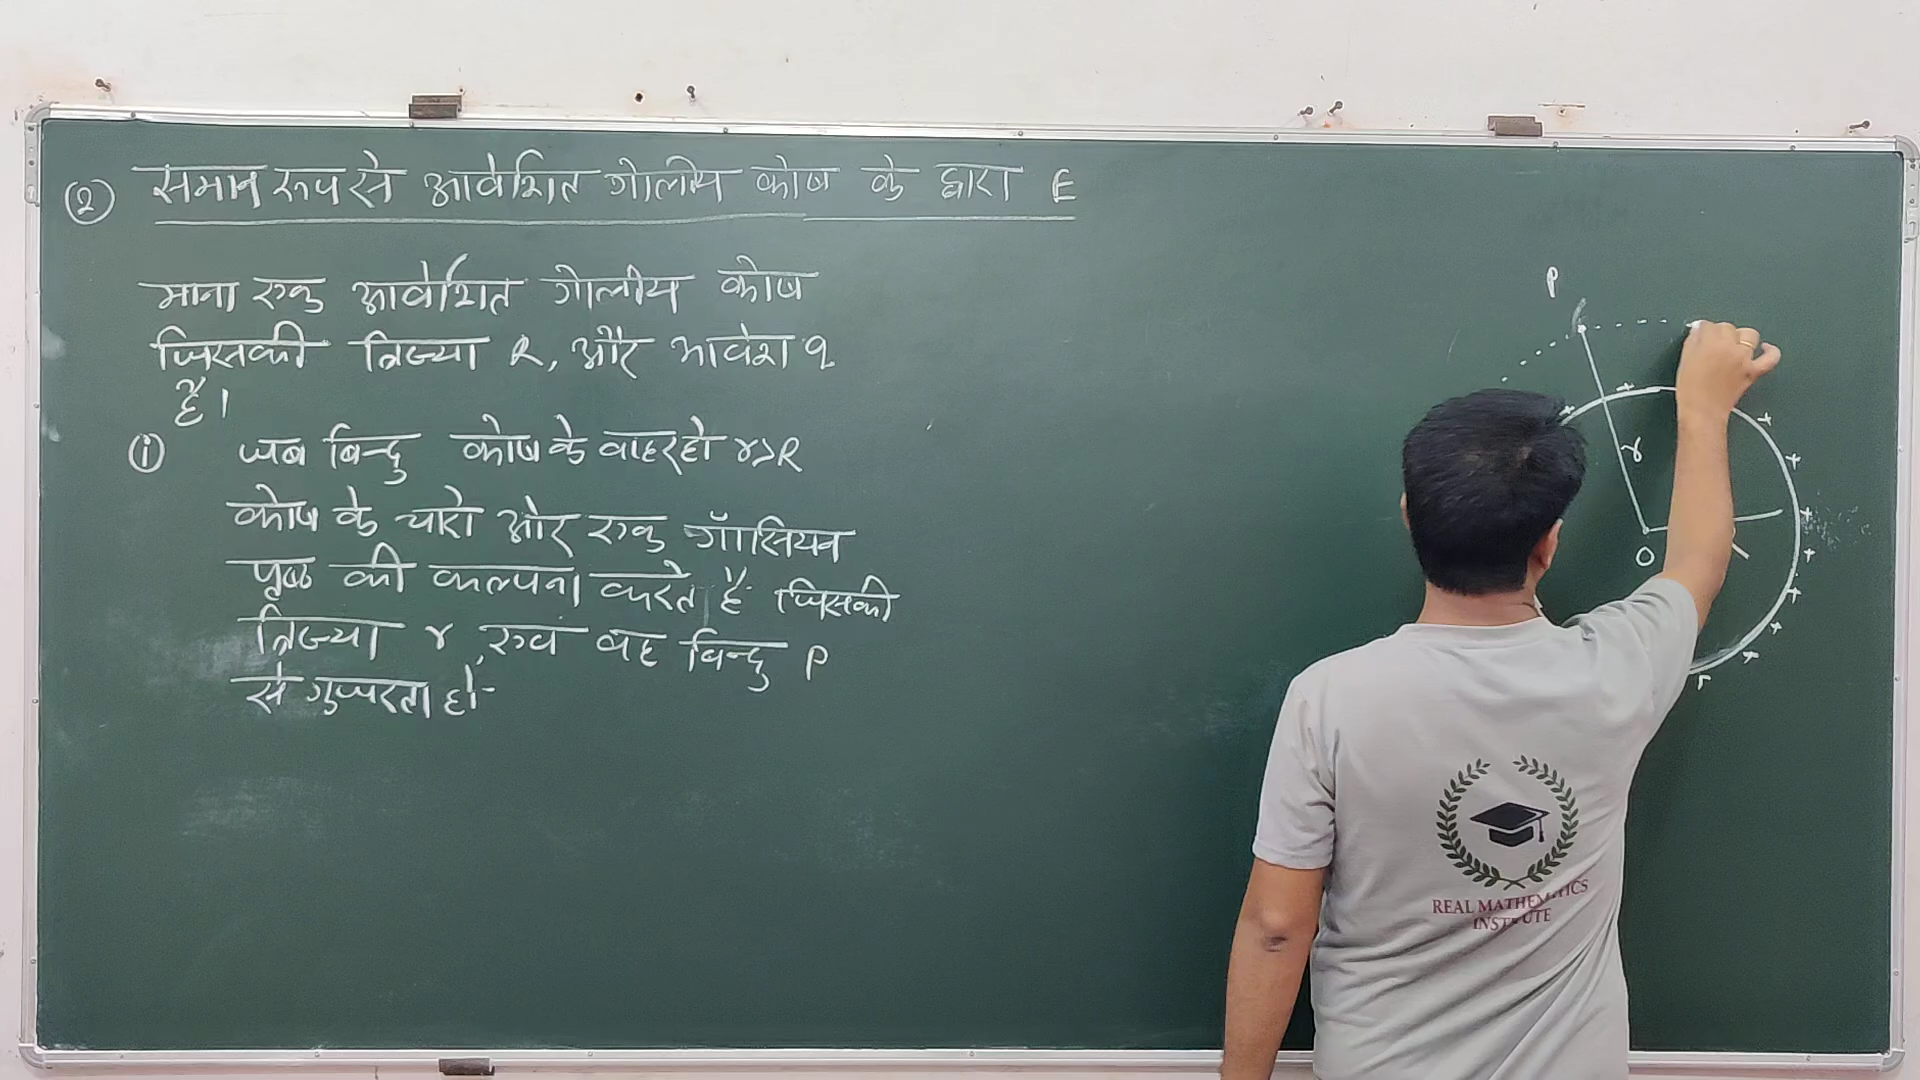 ② समान रूप से आवेशित गोलीय कोष के द्वारा E
माना एक आवेशित गोलीय कोष
जिसकी त्रिज्या R, और आवेश q
है।
(i) जब बिन्दु कोष के बाहर हो r>R
कोष के चारो ओर एक गॉसियन
पृष्ठ की कल्पना करते है जिसकी
त्रिज्या r, एवं वह बिन्दु P
से गुजरता हो-
P
r
O
REAL MATHEMATICS
INSTITUTE